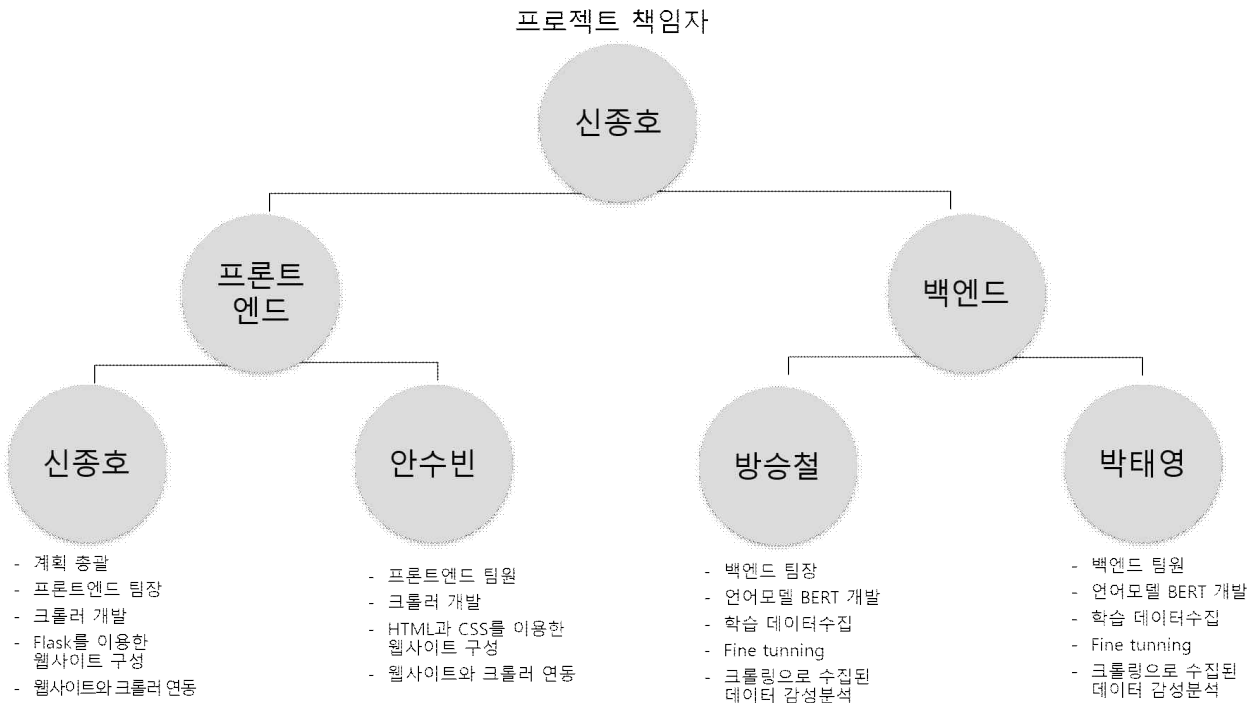 프로젝트 책임자
신종호
프론트
엔드
백엔드
신종호
- 계획 총괄
- 프론트엔드 팀장
- 크롤러 개발
- Flask를 이용한
웹사이트 구성
- 웹사이트와 크롤러 연동
안수빈
- 프론트엔드 팀원
- 크롤러 개발
- HTML과 CSS를 이용한
웹사이트 구성
- 웹사이트와 크롤러 연동
방승철
- 백엔드 팀장
- 언어모델 BERT 개발
- 학습 데이터수집
- Fine tunning
- 크롤링으로 수집된
데이터 감성분석
박태영
- 백엔드 팀원
- 언어모델 BERT 개발
- 학습 데이터수집
- Fine tunning
- 크롤링으로 수집된
데이터 감성분석